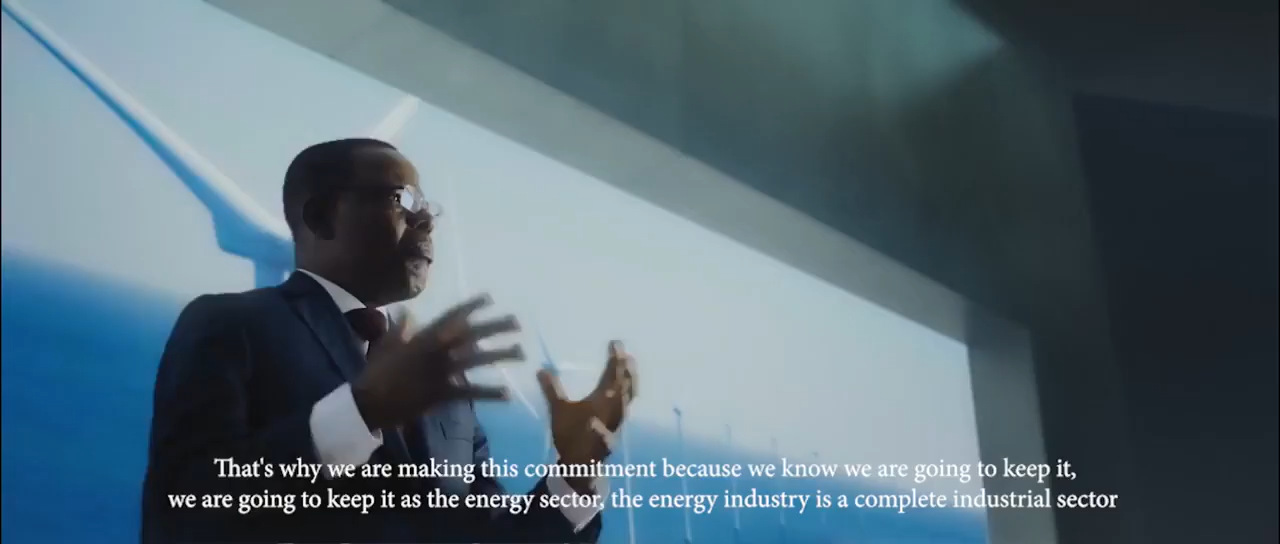 That's why we are making this commitment because we know we are going to keep it,
we are going to keep it as the energy sector, the energy industry is a complete industrial sector